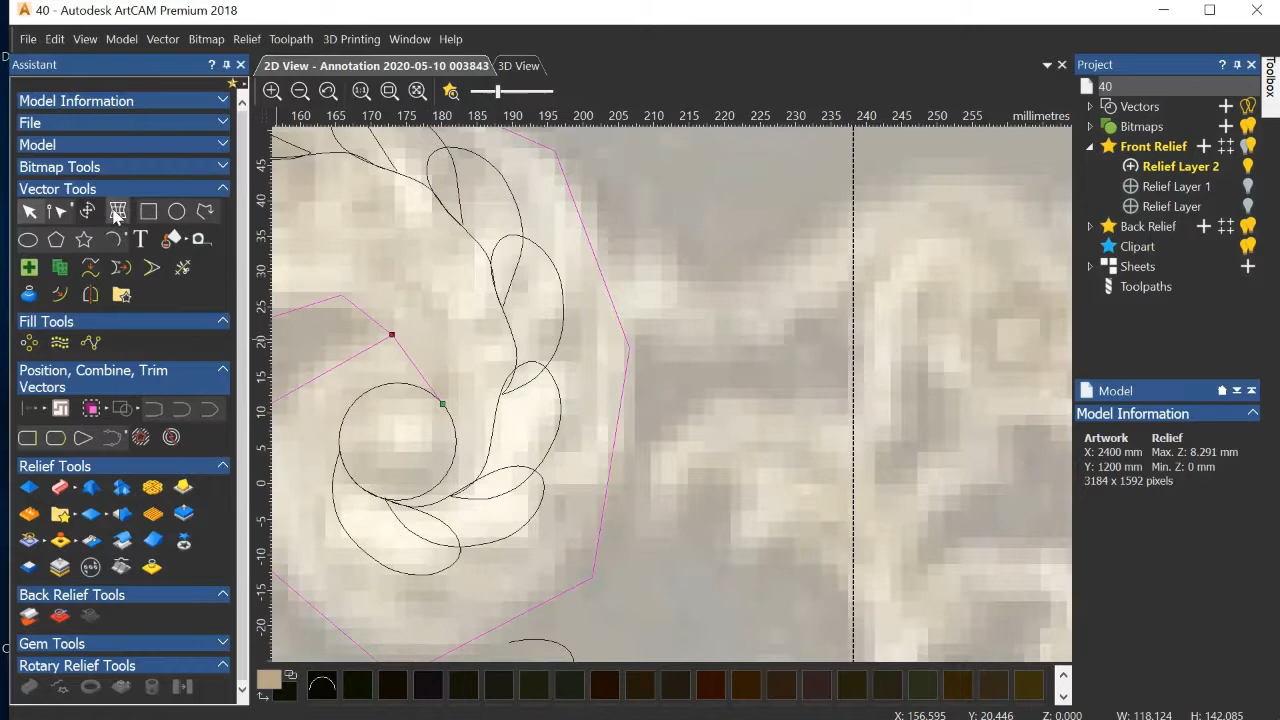 40 - Autodesk ArtCAM Premium 2018
File Edit View Model Vector Bitmap Relief Toolpath 3D Printing Window Help
Assistant ?
2D View - Annotation 2020-05-10 003843 3D View
Project ?
Toolbox
Model Information
File
Model
Bitmap Tools
Vector Tools
T
Fill Tools
Position, Combine, Trim
Vectors
Relief Tools
Back Relief Tools
Gem Tools
Rotary Relief Tools
1:1
165 170 175 180 185 190 195 200 205 210 215 220 225 230 235 240 245 250 255 millimetres
45
40
35
30
25
20
15
10
5
0
-5
-10
-15
-20
40
Vectors
Bitmaps
Front Relief
Relief Layer 2
Relief Layer 1
Relief Layer
Back Relief
Clipart
Sheets
Toolpaths
Model
Model Information
Artwork Relief
X: 2400 mm Max. Z: 8.291 mm
Y: 1200 mm Min. Z: 0 mm
3184 x 1592 pixels
X: 156.595 Y: 20.446 Z: 0.000 W: 118.124 H: 142.085